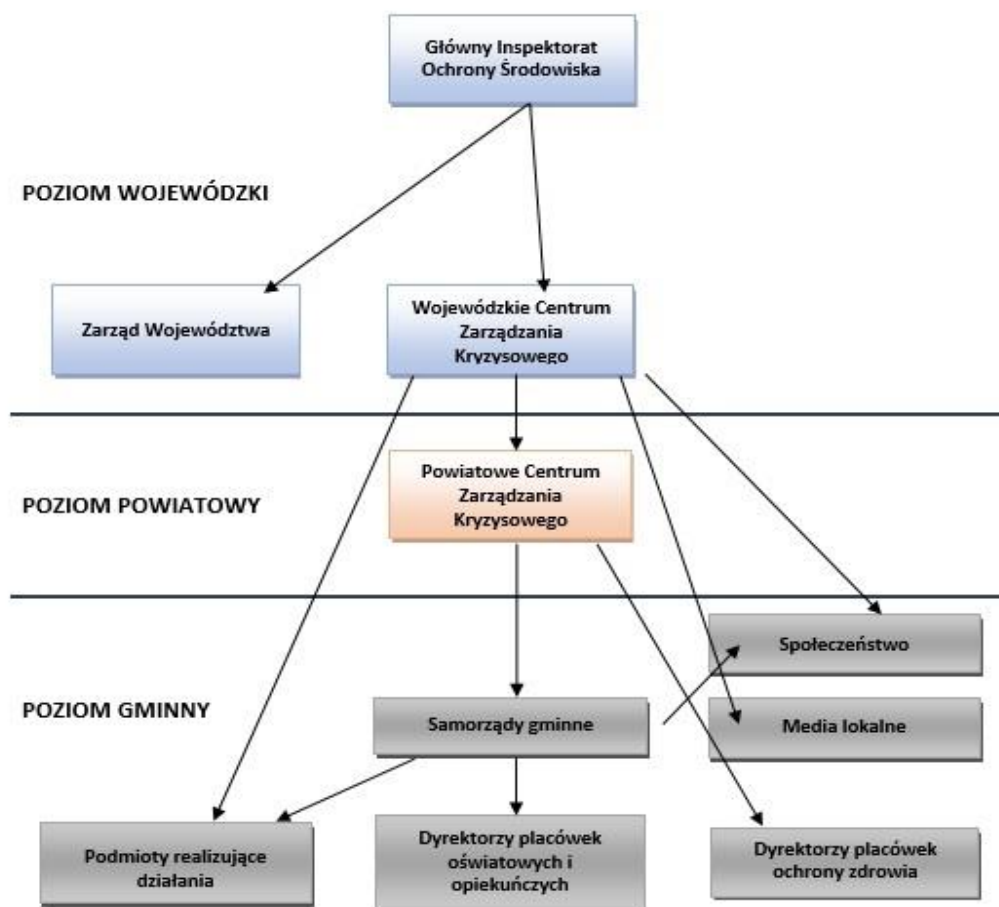 Główny Inspektorat
Ochrony Środowiska
POZIOM WOJEWÓDZKI
Zarząd Województwa
Wojewódzkie Centrum
Zarządzania
Kryzysowego
POZIOM POWIATOWY
Powiatowe Centrum
Zarządzania
Kryzysowego
Społeczeństwo
POZIOM GMINNY
Samorządy gminne
Media lokalne
Podmioty realizujące
działania
Dyrektorzy placówek
oświatowych i
opiekuńczych
Dyrektorzy placówek
ochrony zdrowia